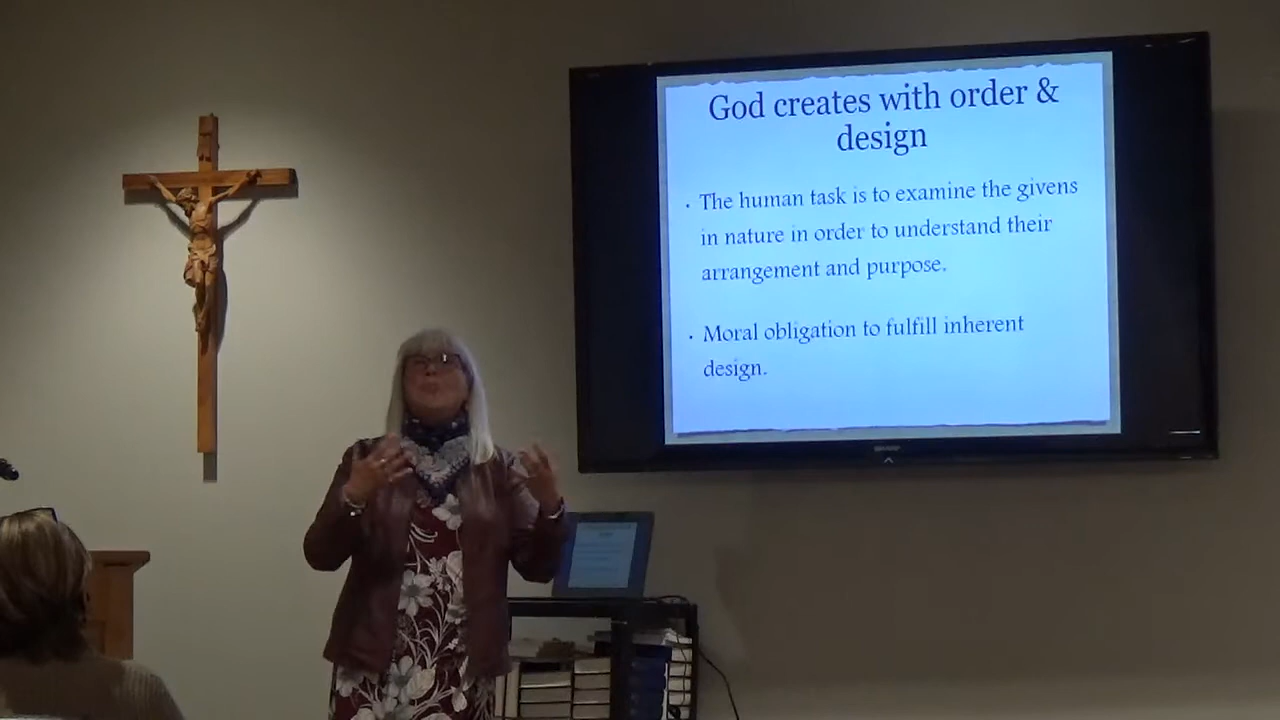 God creates with order &
design
· The human task is to examine the givens
in nature in order to understand their
arrangement and purpose.
· Moral obligation to fulfill inherent
design.
SHARP